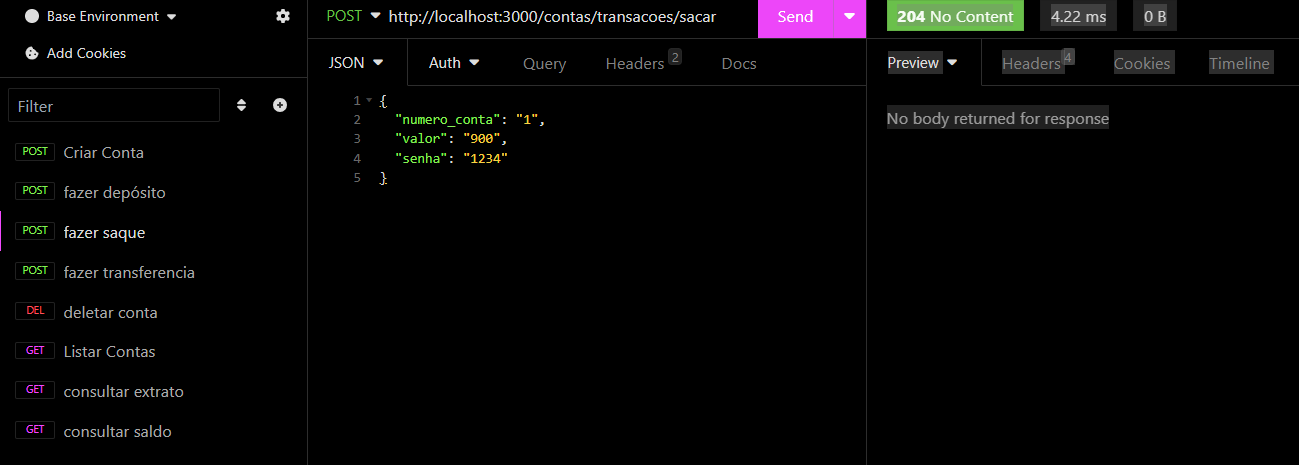 Base Environment
Add Cookies
Filter
POST Criar Conta
POST fazer depósito
POST fazer saque
POST fazer transferencia
DEL deletar conta
GET Listar Contas
GET consultar extrato
GET consultar saldo
POST http://localhost:3000/contas/transacoes/sacar Send
JSON Auth Query Headers 2 Docs
1 {
2 "numero_conta": "1",
3 "valor": "900",
4 "senha": "1234"
5 }
204 No Content 4.22 ms 0 B
Preview Headers 4 Cookies Timeline
No body returned for response